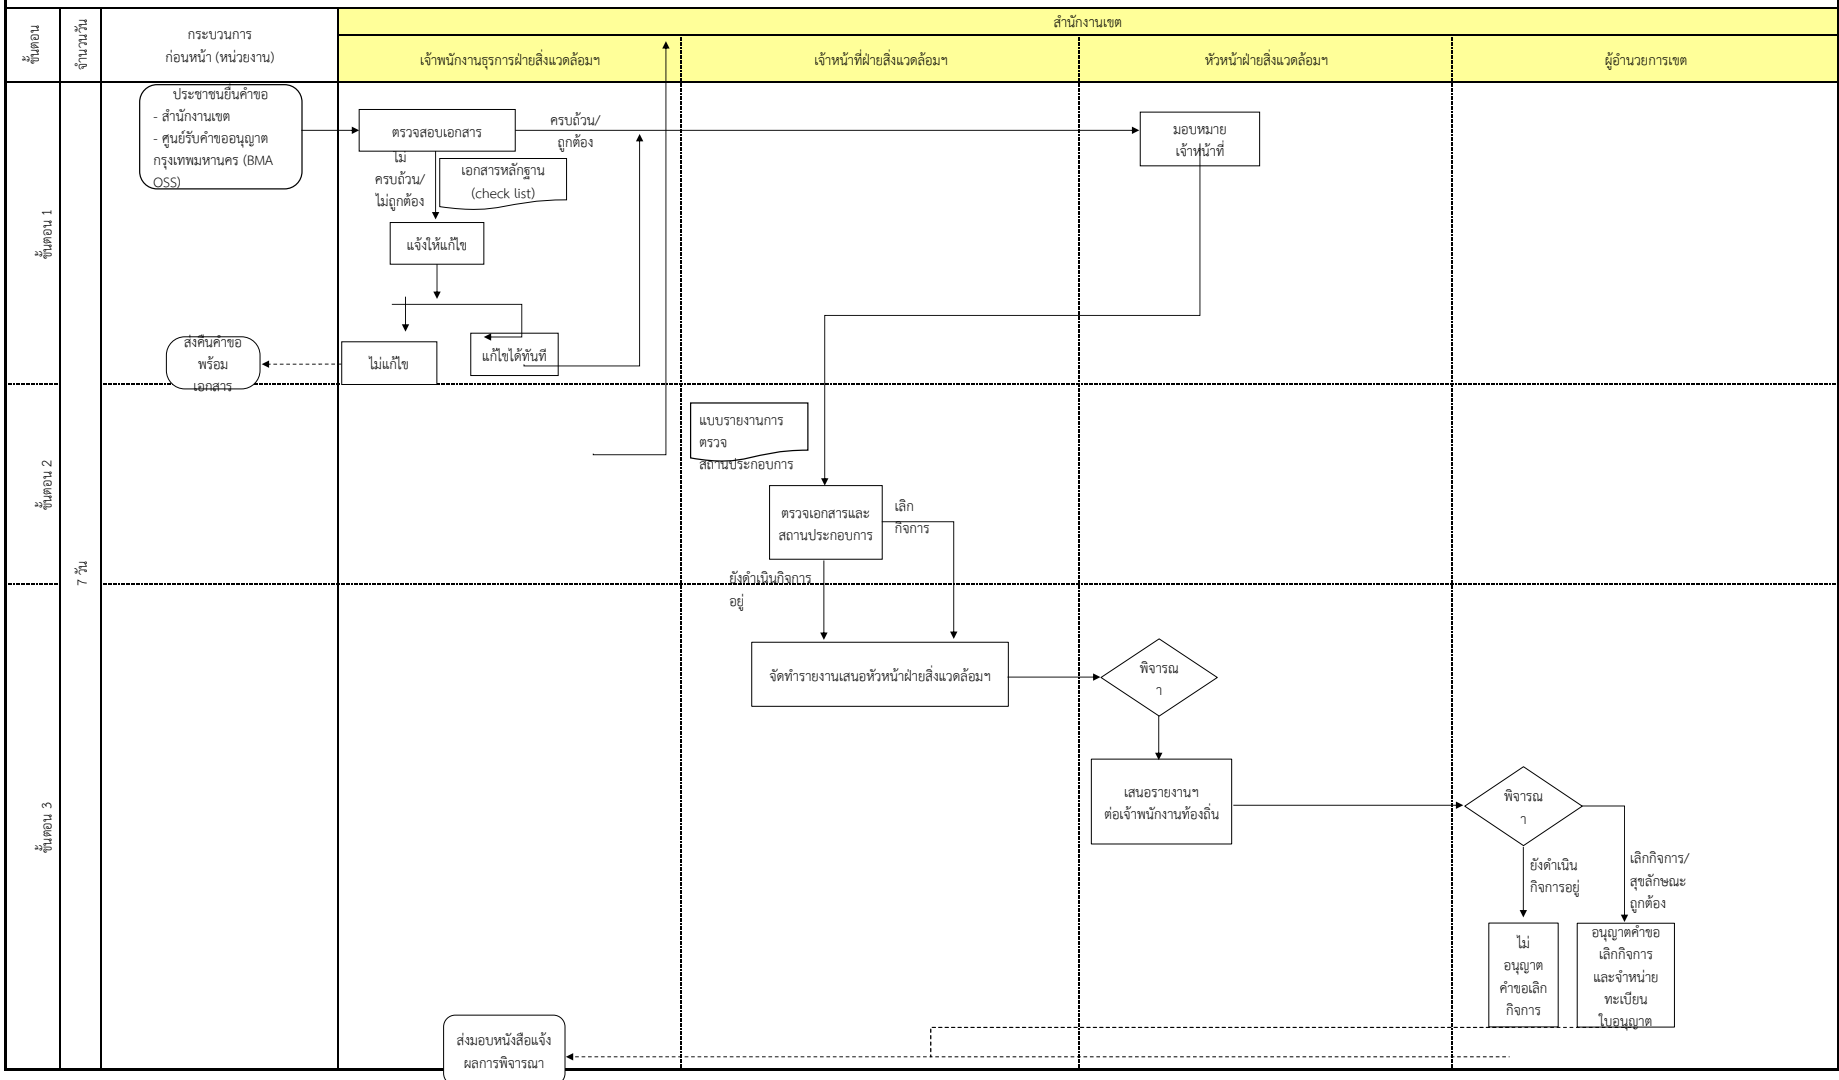 ขั้นตอน
จำนวนวัน
กระบวนการ
ก่อนหน้า (หน่วยงาน)
สำนักงานเขต
เจ้าพนักงานธุรการฝ่ายสิ่งแวดล้อมฯ
เจ้าหน้าที่ฝ่ายสิ่งแวดล้อมฯ
หัวหน้าฝ่ายสิ่งแวดล้อมฯ
ผู้อำนวยการเขต
ขั้นตอน 1
7 วัน
ประชาชนยื่นคำขอ
- สำนักงานเขต
- ศูนย์รับคำขออนุญาต
กรุงเทพมหานคร (BMA
OSS)
ตรวจสอบเอกสาร
ครบถ้วน/
ถูกต้อง
มอบหมาย
เจ้าหน้าที่
ไม่
ครบถ้วน/
ไม่ถูกต้อง
เอกสารหลักฐาน
(check list)
แจ้งให้แก้ไข
ส่งคืนคำขอ
พร้อม
เอกสาร
ไม่แก้ไข
แก้ไขได้ทันที
ขั้นตอน 2
แบบรายงานการ
ตรวจ
สถานประกอบการ
ตรวจเอกสารและ
สถานประกอบการ
เลิก
กิจการ
ยังดำเนินกิจการ
อยู่
ขั้นตอน 3
จัดทำรายงานเสนอหัวหน้าฝ่ายสิ่งแวดล้อมฯ
พิจารณ
า
เสนอรายงานฯ
ต่อเจ้าพนักงานท้องถิ่น
พิจารณ
า
ยังดำเนิน
กิจการอยู่
เลิกกิจการ/
สุขลักษณะ
ถูกต้อง
ไม่
อนุญาต
คำขอเลิก
กิจการ
อนุญาตคำขอ
เลิกกิจการ
และจำหน่าย
ทะเบียน
ใบอนุญาต
ส่งมอบหนังสือแจ้ง
ผลการพิจารณา